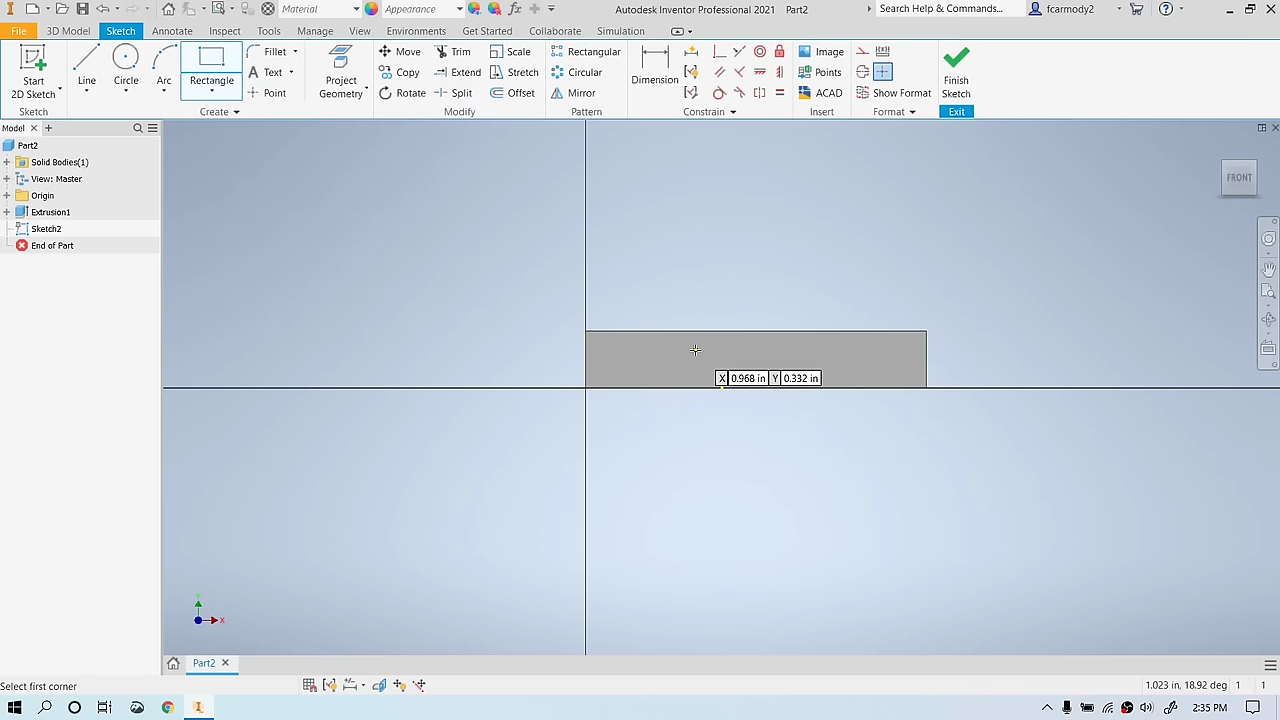 Material Appearance Autodesk Inventor Professional 2021 Part2 Search Help & Commands... fcarmody2
File 3D Model Sketch Annotate Inspect Tools Manage View Environments Get Started Collaborate Simulation
Start 2D Sketch Line Circle Arc Rectangle Fillet Text Point Project Geometry Move Copy Rotate Trim Extend Split Scale Stretch Offset Rectangular Circular Mirror Dimension Image Points ACAD Show Format Finish Sketch
Sketch Create Modify Pattern Constrain Insert Format Exit
Model
Part2
Solid Bodies(1)
View: Master
Origin
Extrusion1
Sketch2
End of Part
FRONT
X 0.968 in Y 0.332 in
Y
X
Part2
Select first corner 1.023 in, 18.92 deg 1 1
2:35 PM